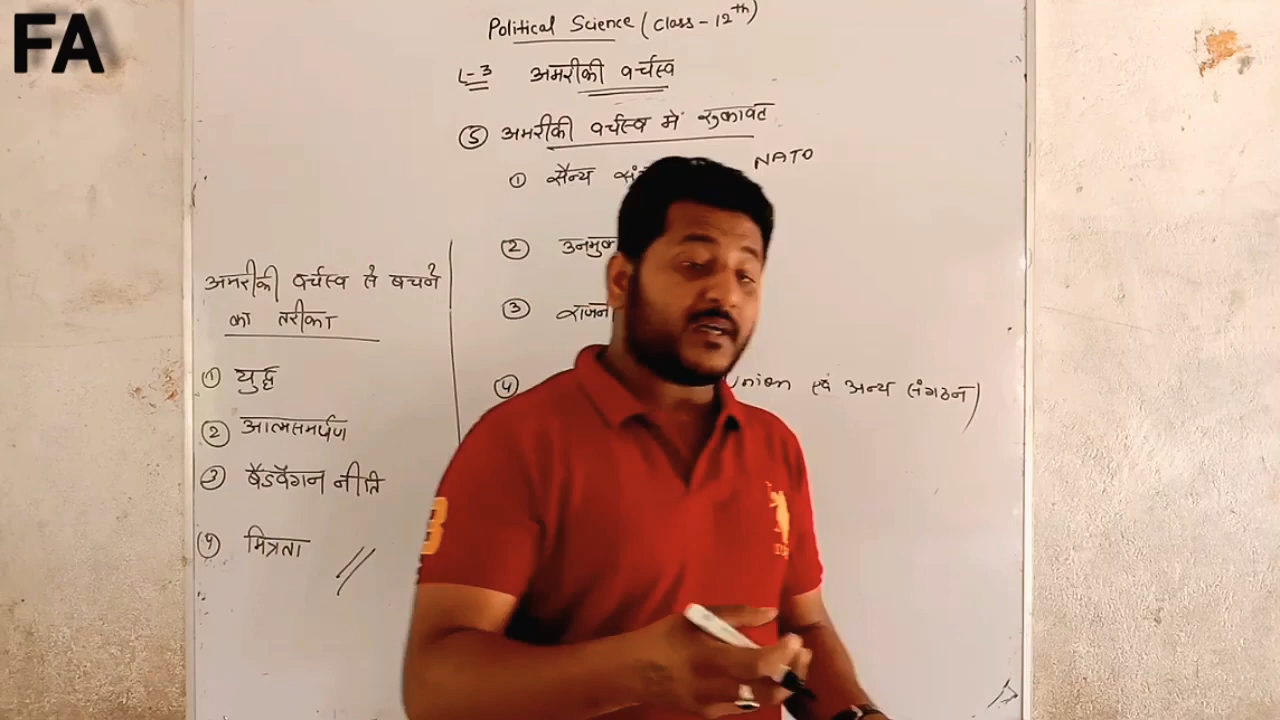 FA
Political Science (Class - 12th)
L-3 अमरीकी वर्चस्व
5 अमरीकी वर्चस्व में रुकावट
1 सैन्य
NATO
2
3
4 Union एवं अन्य संगठन)
अमरीकी वर्चस्व से बचने
का तरीका
1 युद्ध
2 आत्मसमर्पण
3 बैंडवैगन नीति
4 मित्रता